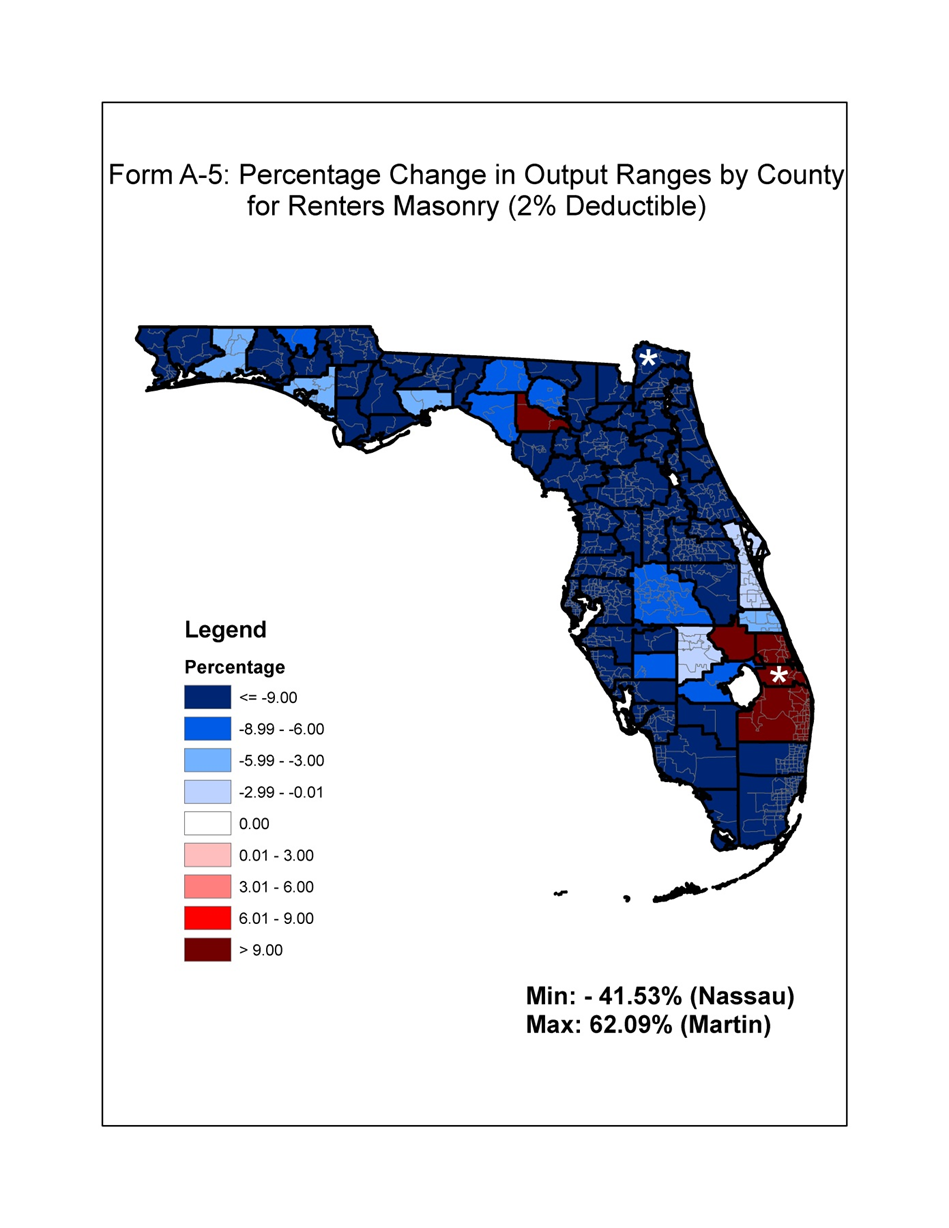 Form A-5: Percentage Change in Output Ranges by County
for Renters Masonry (2% Deductible)
*
*
Legend
Percentage
<= -9.00
-8.99 - -6.00
-5.99 - -3.00
-2.99 - -0.01
0.00
0.01 - 3.00
3.01 - 6.00
6.01 - 9.00
> 9.00
Min: - 41.53% (Nassau)
Max: 62.09% (Martin)